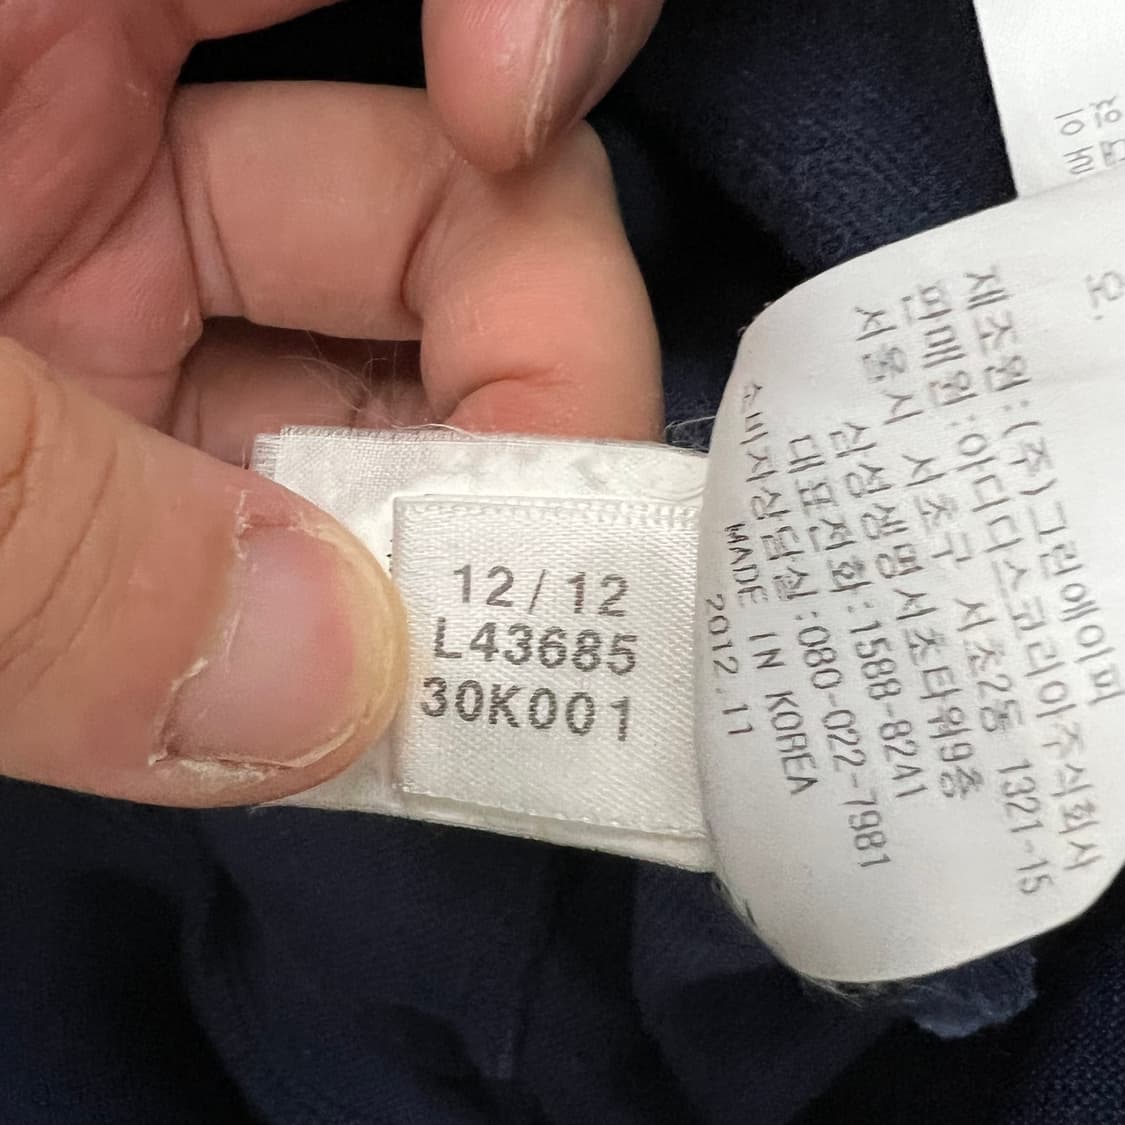 12/12
L43685
30K001
요.
제조원:(주)그린에이피
판매원:아디다스코리아주식회사
서울시 서초구 서초2동 1321-15
삼성생명서초타워9층
대표전화:1588-8241
소비자상담실:080-022-7981
MADE IN KOREA
2012.11